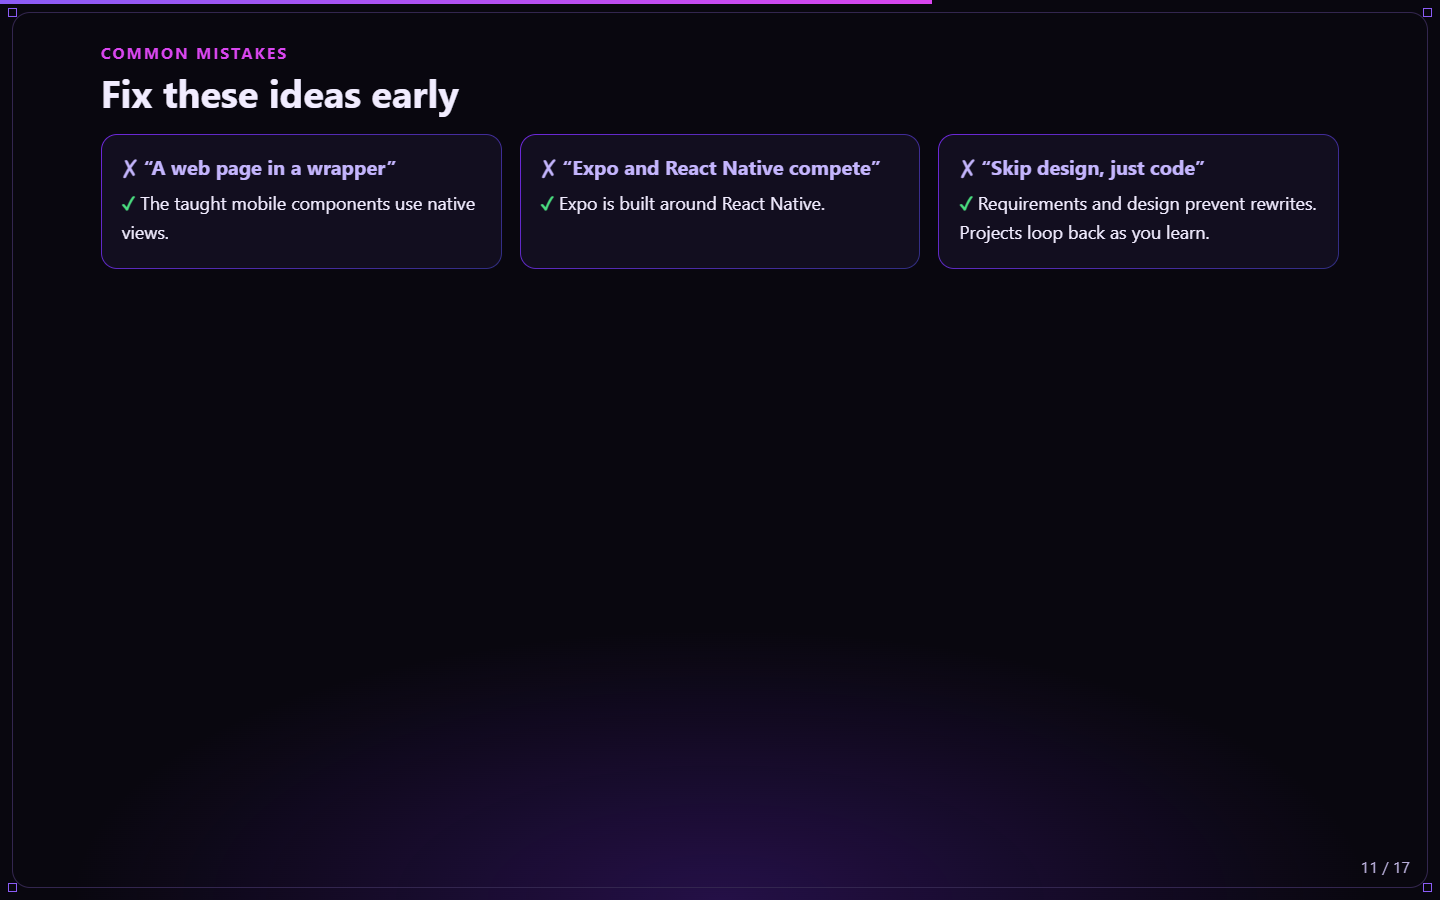 COMMON MISTAKES
Fix these ideas early
✗ “A web page in a wrapper”
✓ The taught mobile components use native
views.
✗ “Expo and React Native compete”
✓ Expo is built around React Native.
✗ “Skip design, just code”
✓ Requirements and design prevent rewrites.
Projects loop back as you learn.
11 / 17